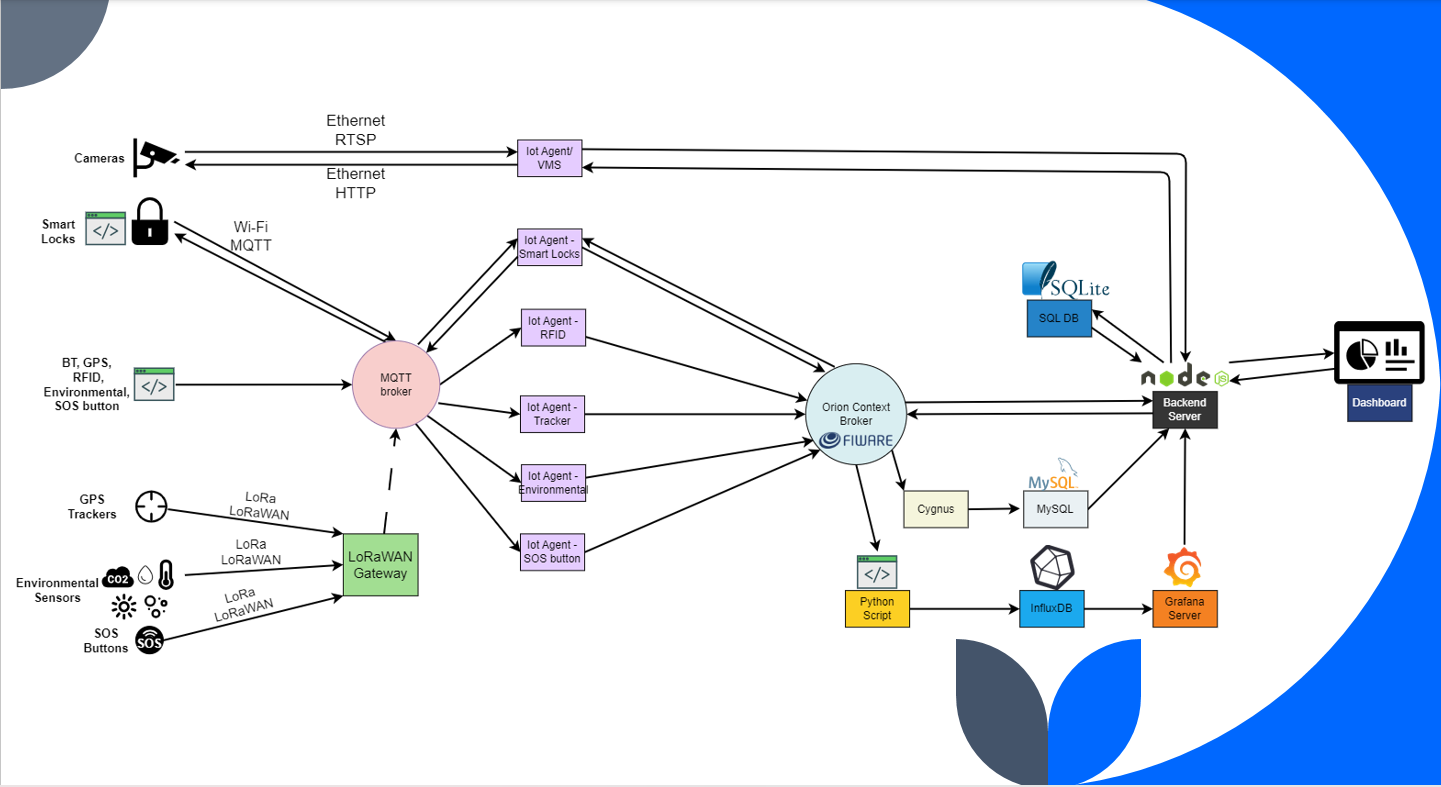 Ethernet
RTSP
Cameras
Iot Agent/
VMS
Ethernet
HTTP
Smart
Locks
</>
Wi-Fi
MQTT
Iot Agent -
Smart Locks
SQLite
SQL DB
Iot Agent -
RFID
BT, GPS,
RFID,
Environmental,
SOS button
</>
MQTT
broker
node
JS
Backend
Server
Dashboard
Iot Agent -
Tracker
Orion Context
Broker
FIWARE
Iot Agent -
Environmental
MySQL
Cygnus
MySQL
GPS
Trackers
LoRa
LoRaWAN
Iot Agent -
SOS button
LoRa
LoRaWAN
LoRaWAN
Gateway
Environmental
Sensors
CO2
LoRa
LoRaWAN
</>
Python
Script
InfluxDB
Grafana
Server
SOS
Buttons
SOS